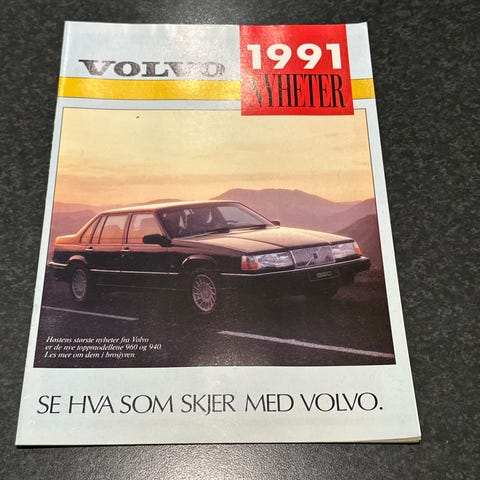 VOLVO
1991
NYHETER
960
Høstens største nyheter fra Volvo
er de nye toppmodellene 960 og 940.
Les mer om dem i brosjyren.
SE HVA SOM SKJER MED VOLVO.